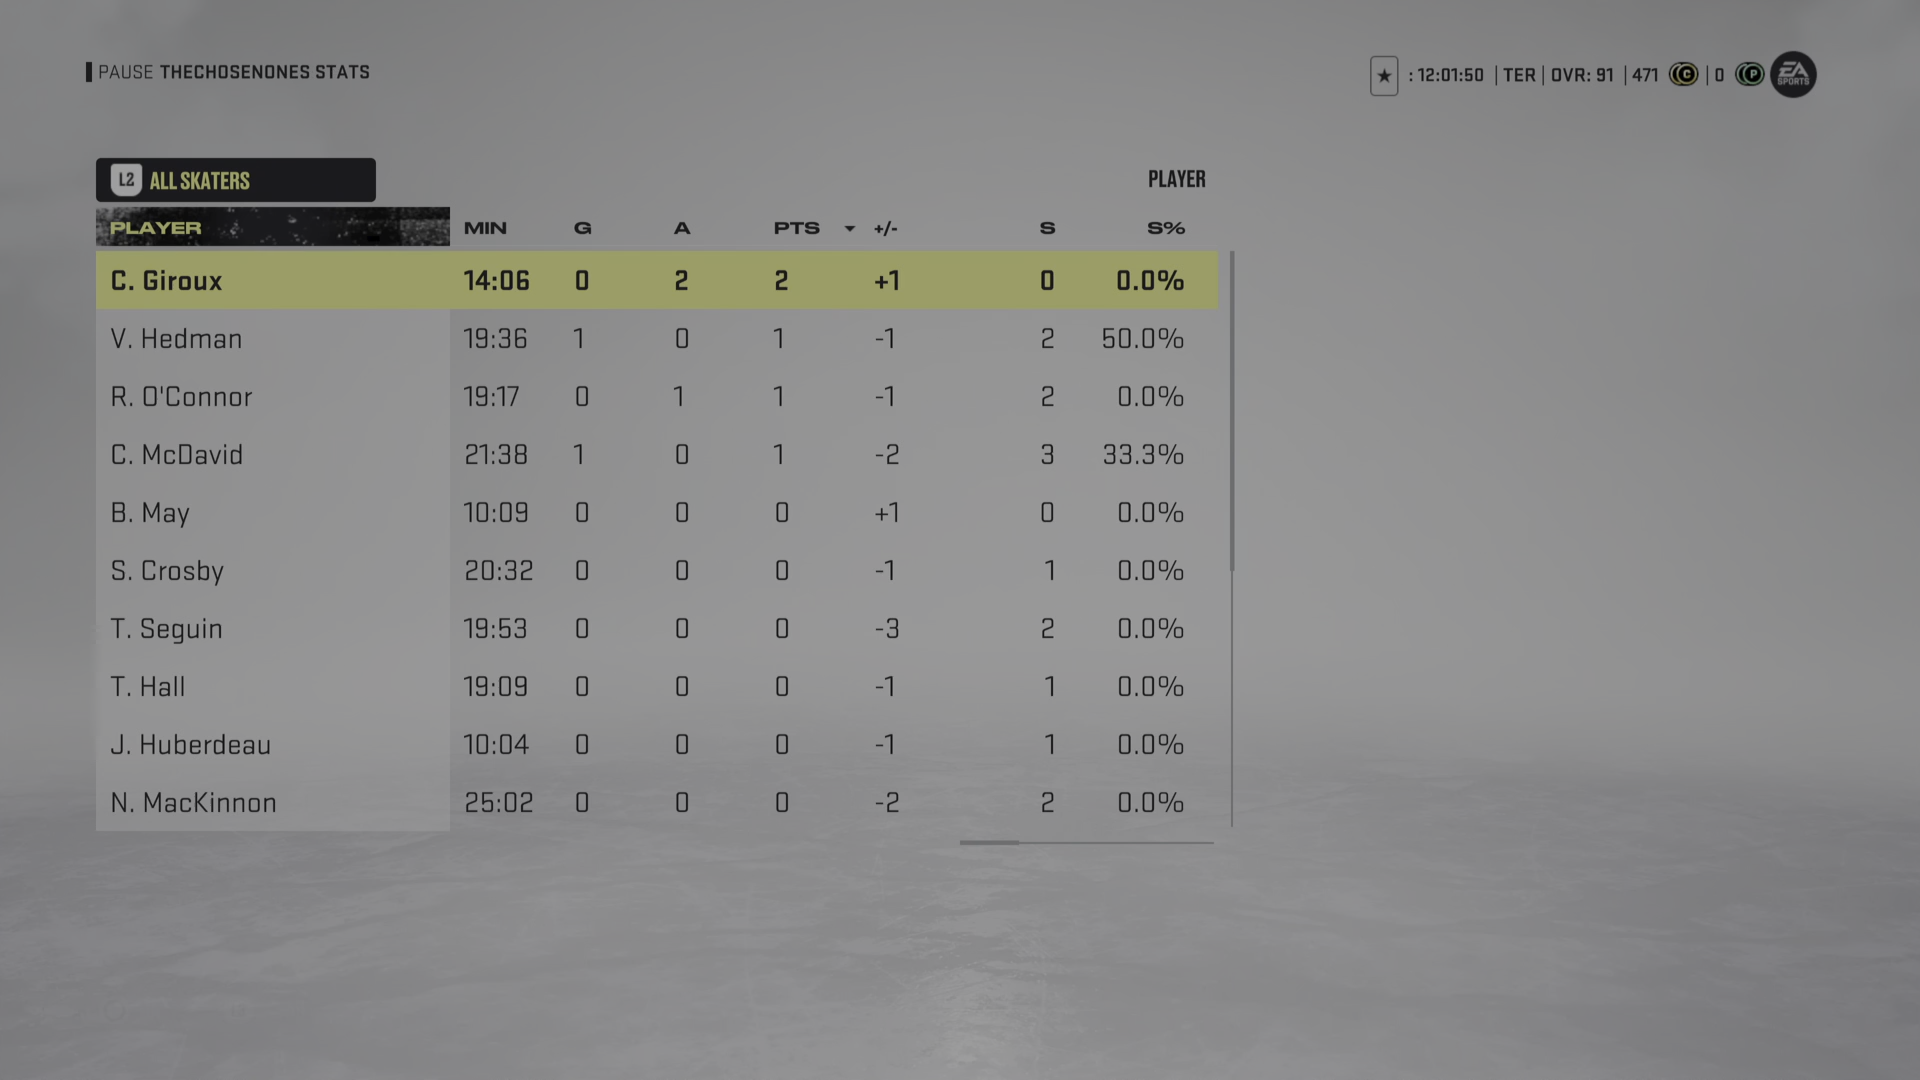 PAUSE THECHOSENONES STATS
: 12:01:50 | TER | OVR: 91 | 471 C | 0 P EA SPORTS
L2 ALL SKATERS
PLAYER
PLAYER MIN G A PTS +/- S S%
C. Giroux 14:06 0 2 2 +1 0 0.0%
V. Hedman 19:36 1 0 1 -1 2 50.0%
R. O'Connor 19:17 0 1 1 -1 2 0.0%
C. McDavid 21:38 1 0 1 -2 3 33.3%
B. May 10:09 0 0 0 +1 0 0.0%
S. Crosby 20:32 0 0 0 -1 1 0.0%
T. Seguin 19:53 0 0 0 -3 2 0.0%
T. Hall 19:09 0 0 0 -1 1 0.0%
J. Huberdeau 10:04 0 0 0 -1 1 0.0%
N. MacKinnon 25:02 0 0 0 -2 2 0.0%